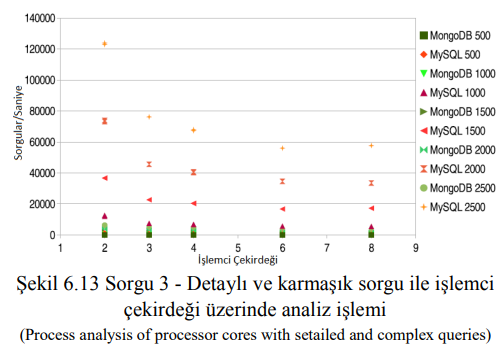 140000
120000
100000
80000
60000
40000
20000
0
Sorgular/Saniye
1 2 3 4 5 6 7 8 9
İşlemci Çekirdeği
MongoDB 500
MySQL 500
MongoDB 1000
MySQL 1000
MongoDB 1500
MySQL 1500
MongoDB 2000
MySQL 2000
MongoDB 2500
MySQL 2500
Şekil 6.13 Sorgu 3 - Detaylı ve karmaşık sorgu ile işlemci
çekirdeği üzerinde analiz işlemi
(Process analysis of processor cores with setailed and complex queries)